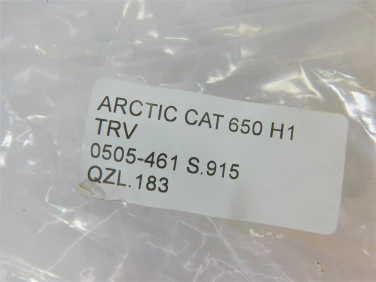 ARCTIC CAT 650 H1
TRV
0505-461 S.915
QZL.183